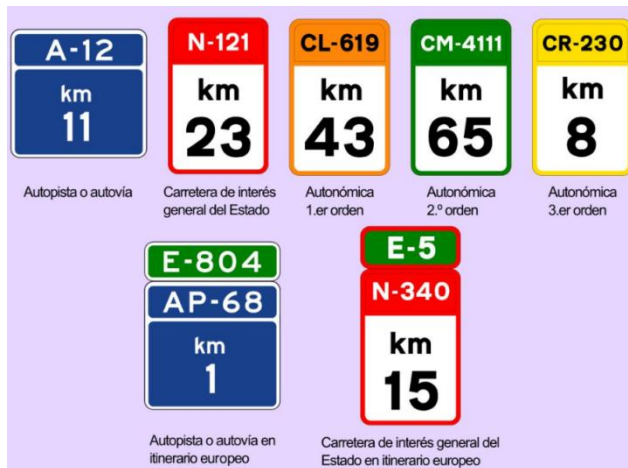 A-12
km
11
Autopista o autovía
N-121
km
23
Carretera de interés
general del Estado
CL-619
km
43
Autonómica
1.er orden
CM-4111
km
65
Autonómica
2.º orden
CR-230
km
8
Autonómica
3.er orden
E-804
AP-68
km
1
Autopista o autovía en
itinerario europeo
E-5
N-340
km
15
Carretera de interés general del
Estado en itinerario europeo